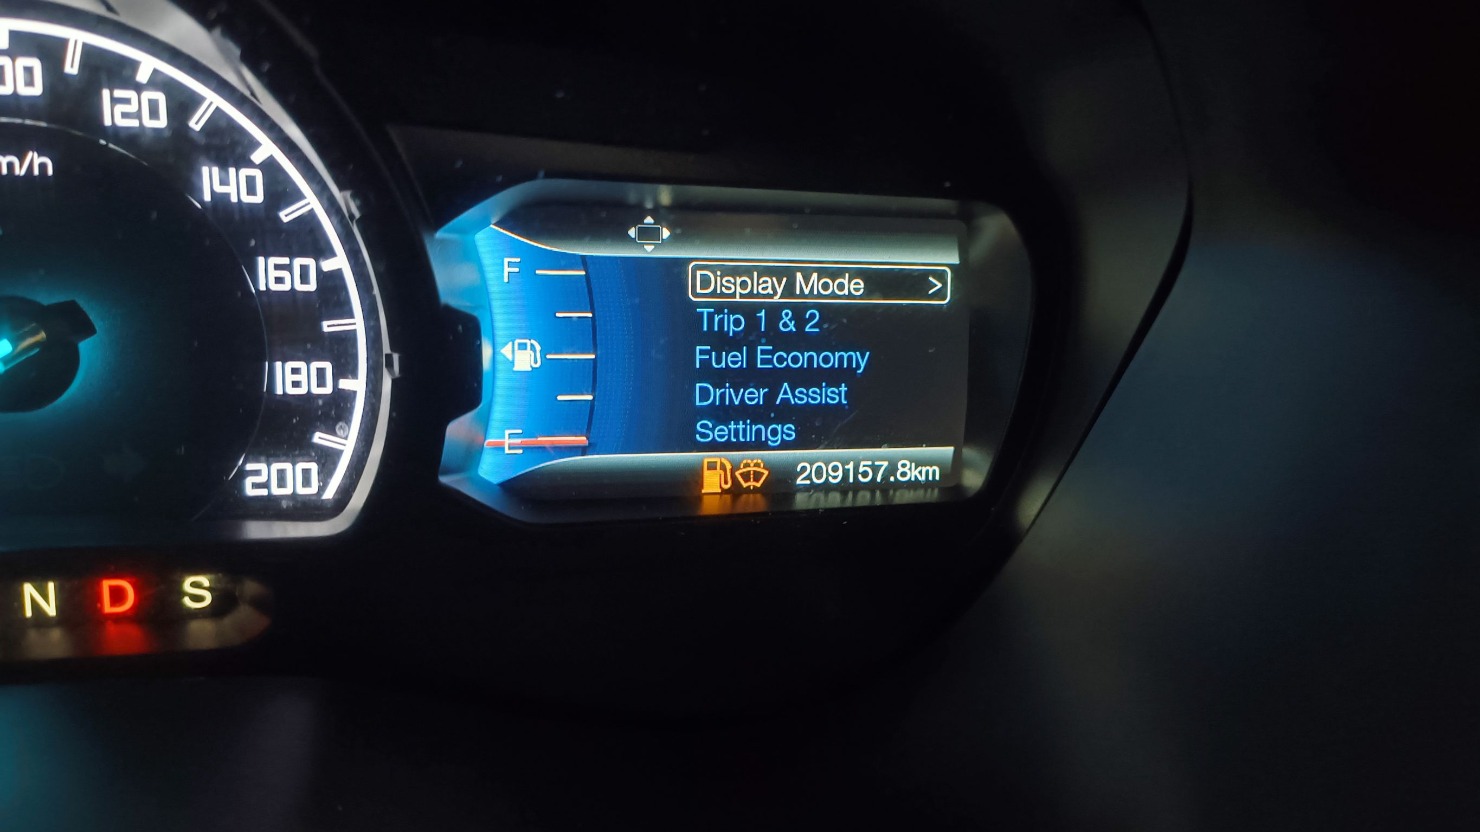 120
140
160
180
200
N D S
F
E
Display Mode >
Trip 1 & 2
Fuel Economy
Driver Assist
Settings
209157.8km